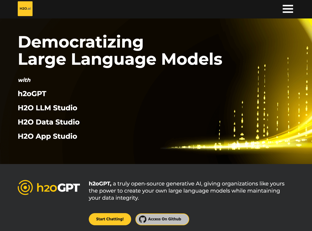 H2O.ai
Democratizing
Large Language Models
with
h2oGPT
H2O LLM Studio
H2O Data Studio
H2O App Studio
h2oGPT
h2oGPT, a truly open-source generative AI, giving organizations like yours
the power to create your own large language models while maintaining
your data integrity.
Start Chatting!
Access On Github